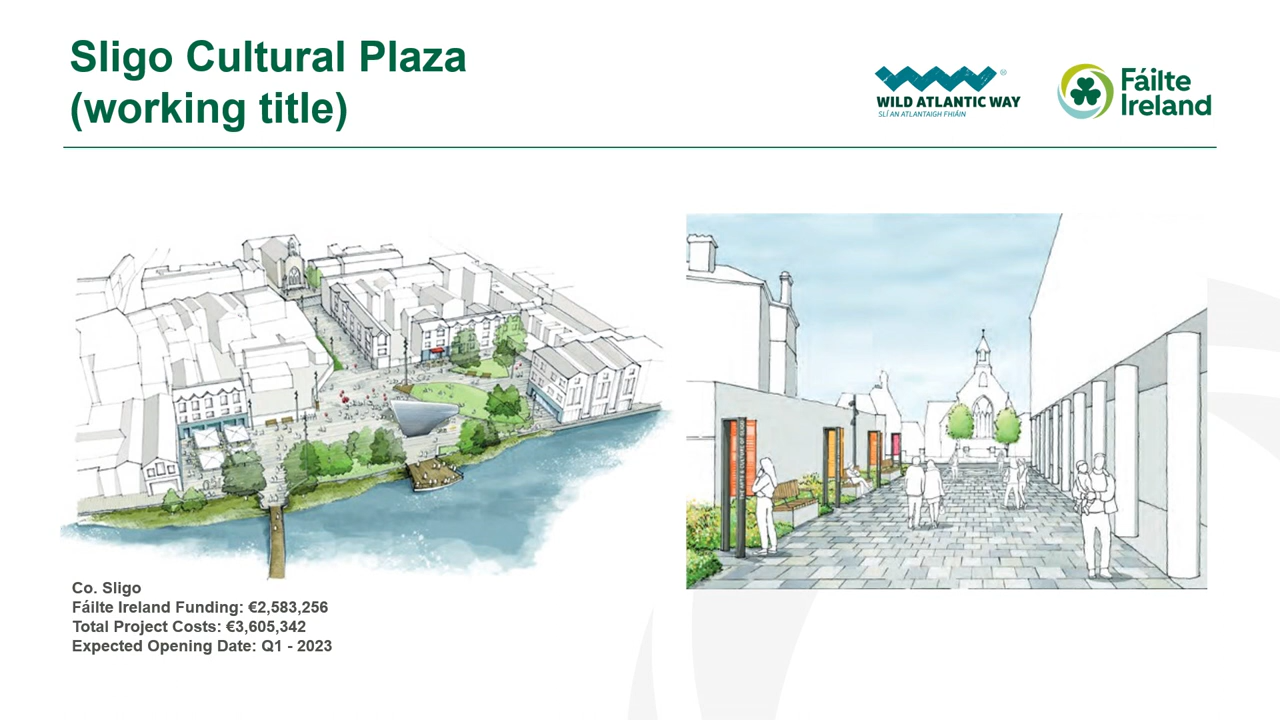 Sligo Cultural Plaza
(working title)
WILD ATLANTIC WAY
SLÍ AN ATLANTAIGH FHIÁIN
®
Fáilte
Ireland
Co. Sligo
Fáilte Ireland Funding: €2,583,256
Total Project Costs: €3,605,342
Expected Opening Date: Q1 - 2023